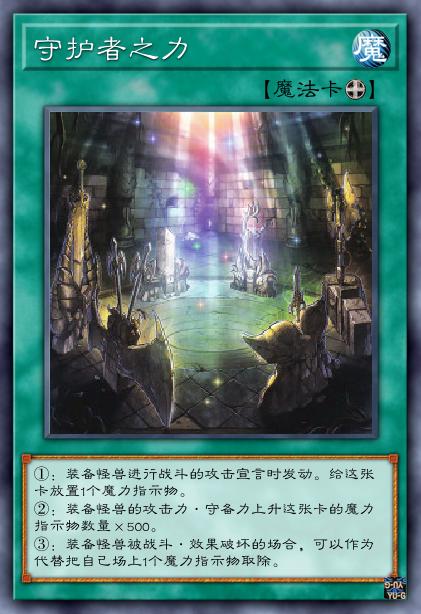 守护者之力
魔
【魔法卡】
①：装备怪兽进行战斗的攻击宣言时发动。给这张
卡放置1个魔力指示物。
②：装备怪兽的攻击力·守备力上升这张卡的魔力
指示物数量×500。
③：装备怪兽被战斗·效果破坏的场合，可以作为
代替把自己场上1个魔力指示物取除。